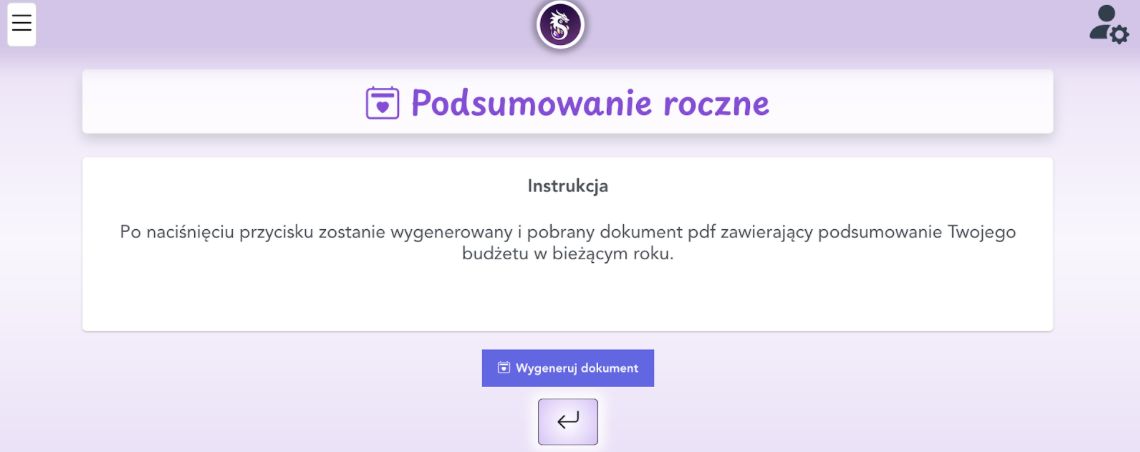 Podsumowanie roczne
Instrukcja
Po naciśnięciu przycisku zostanie wygenerowany i pobrany dokument pdf zawierający podsumowanie Twojego
budżetu w bieżącym roku.
Wygeneruj dokument